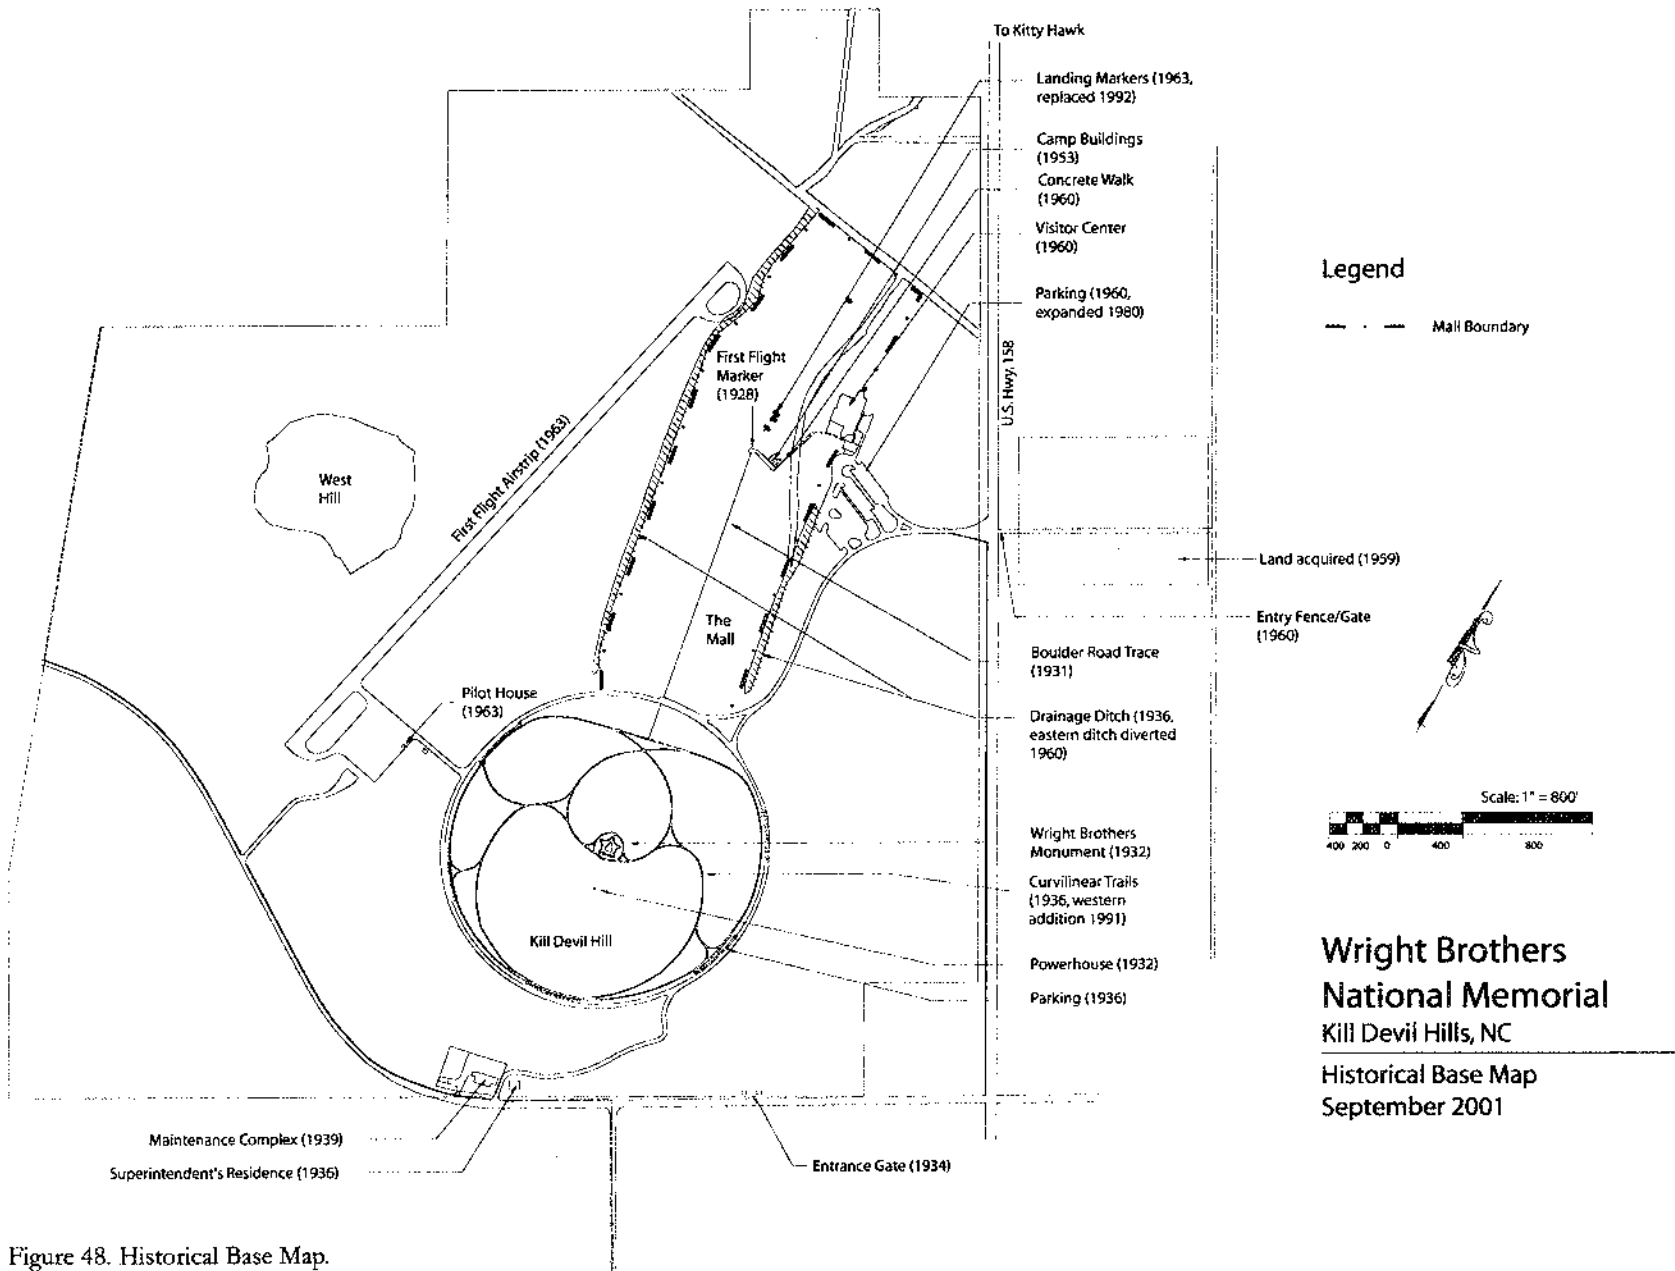 To Kitty Hawk
Landing Markers (1963,
replaced 1992)
Camp Buildings
(1953)
Concrete Walk
(1960)
Visitor Center
(1960)
Parking (1960,
expanded 1980)
Legend
Mall Boundary
U.S. Hwy, 158
First Flight
Marker
(1928)
First Flight Airstrip (1963)
West
Hill
Land acquired (1959)
Entry Fence/Gate
(1960)
The
Mall
Boulder Road Trace
(1931)
Pilot House
(1963)
Drainage Ditch (1936,
eastern ditch diverted
1960)
Scale: 1" = 800'
400 200 0 400 800
Wright Brothers
Monument (1932)
Curvilinear Trails
(1936, western
addition 1991)
Kill Devil Hill
Powerhouse (1932)
Parking (1936)
Wright Brothers
National Memorial
Kill Devil Hills, NC
Historical Base Map
September 2001
Maintenance Complex (1939)
Superintendent's Residence (1936)
Entrance Gate (1934)
Figure 48. Historical Base Map.